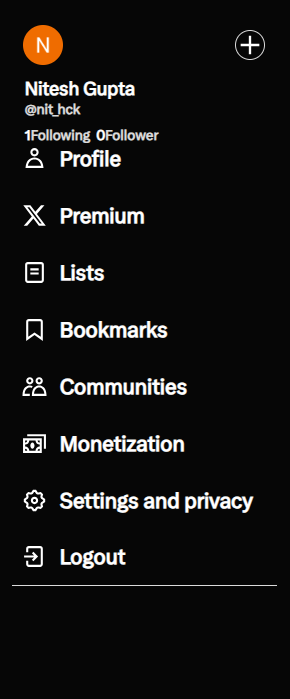 N
Nitesh Gupta
@nit_hck
1Following 0Follower
Profile
Premium
Lists
Bookmarks
Communities
Monetization
Settings and privacy
Logout